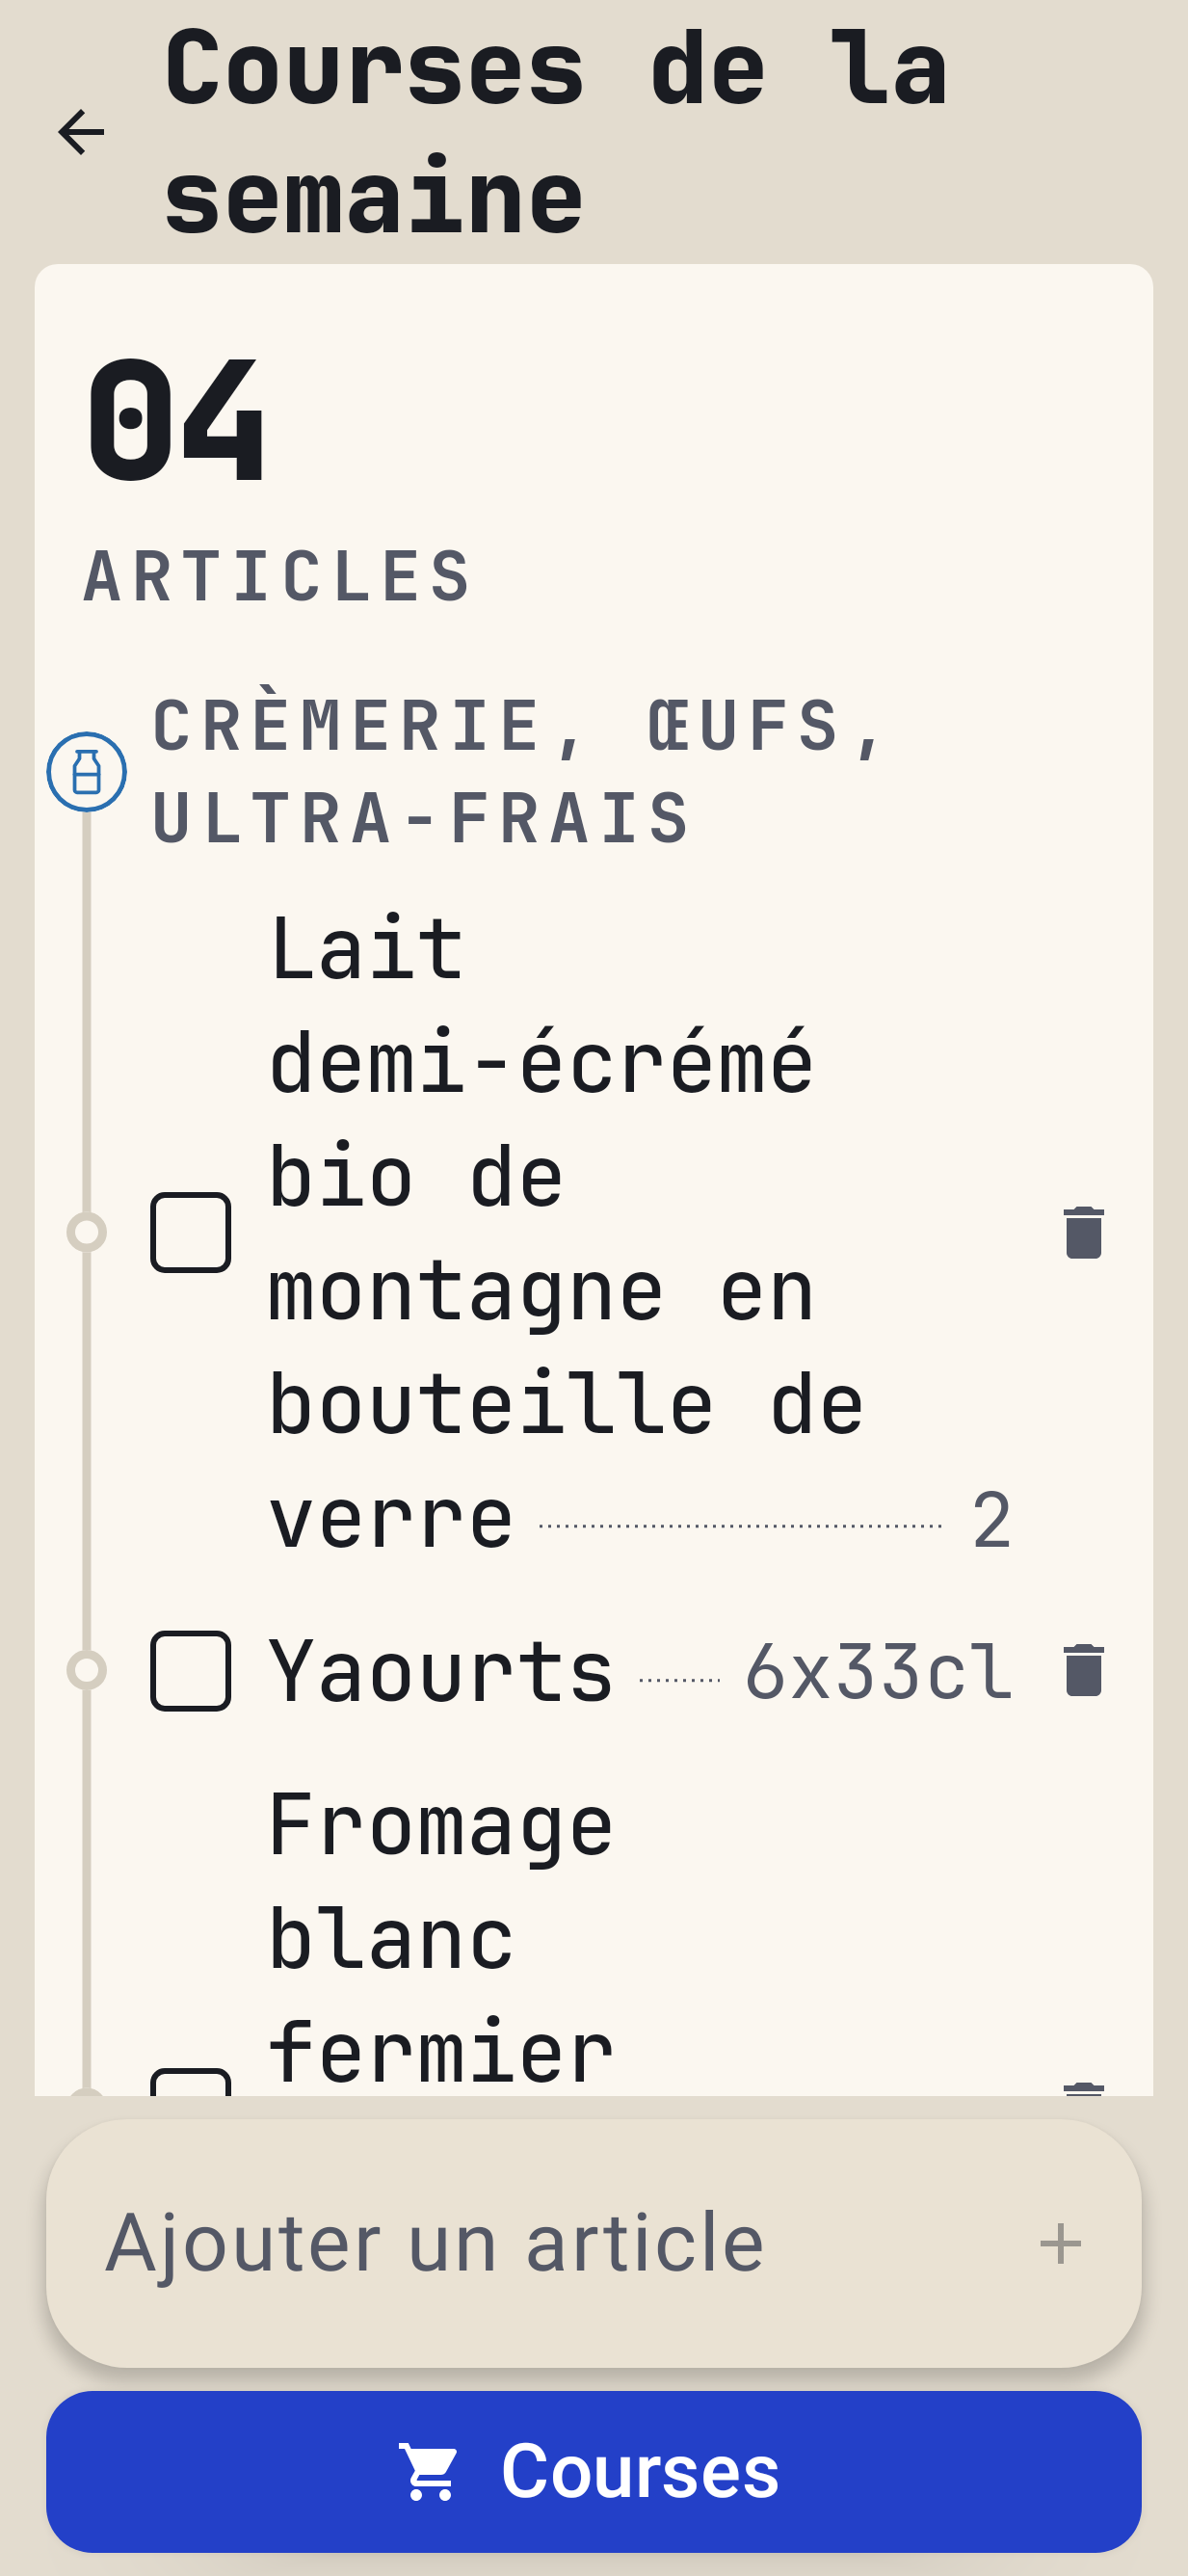 Courses de la
semaine
04
ARTICLES
CRÈMERIE, ŒUFS,
ULTRA-FRAIS
Lait
demi-écrémé
bio de
montagne en
bouteille de
verre 2
Yaourts 6x33cl
Fromage
blanc
fermier
Ajouter un article
Courses